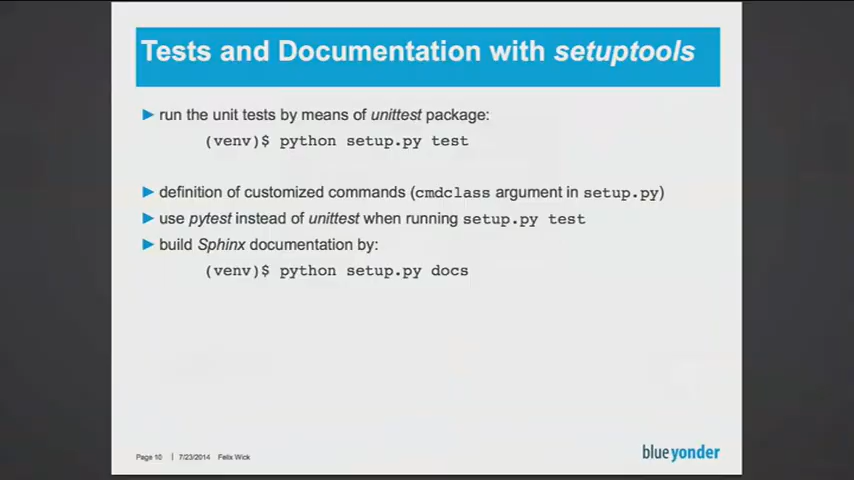 Tests and Documentation with setuptools
▶ run the unit tests by means of unittest package:
(venv)$ python setup.py test
▶ definition of customized commands (cmdclass argument in setup.py)
▶ use pytest instead of unittest when running setup.py test
▶ build Sphinx documentation by:
(venv)$ python setup.py docs
Page 10 | 7/23/2014 Felix Wick
blueyonder